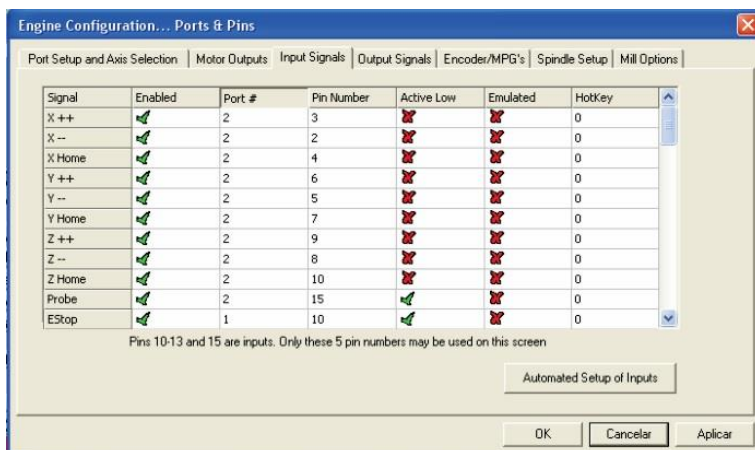 Engine Configuration... Ports & Pins
Port Setup and Axis Selection Motor Outputs Input Signals Output Signals Encoder/MPG's Spindle Setup Mill Options
Signal Enabled Port # Pin Number Active Low Emulated HotKey
X ++ 2 3 0
X -- 2 2 0
X Home 2 4 0
Y ++ 2 6 0
Y -- 2 5 0
Y Home 2 7 0
Z ++ 2 9 0
Z -- 2 8 0
Z Home 2 10 0
Probe 2 15 0
EStop 1 10 0
Pins 10-13 and 15 are inputs. Only these 5 pin numbers may be used on this screen
Automated Setup of Inputs
OK Cancelar Aplicar